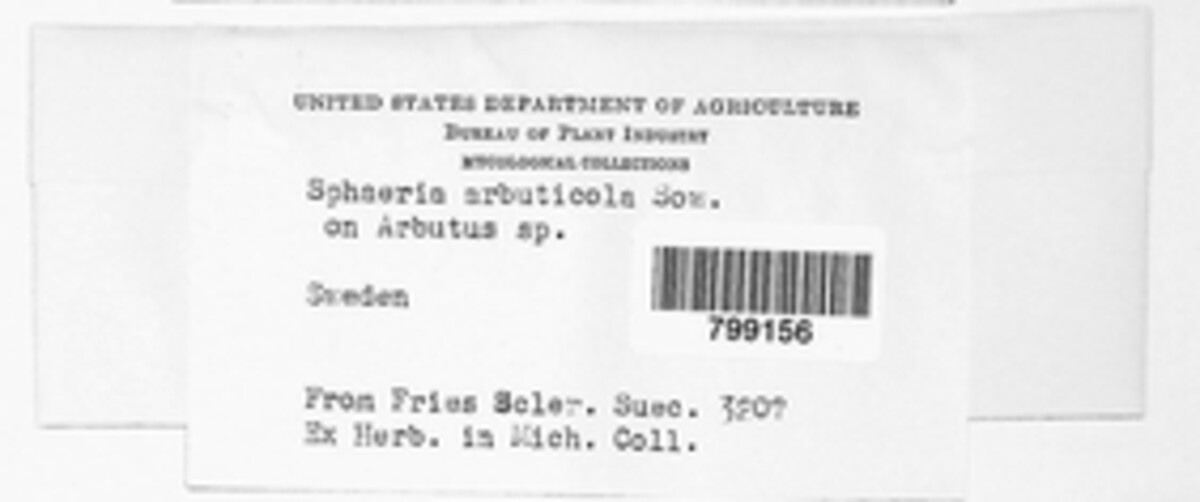 UNITED STATES DEPARTMENT OF AGRICULTURE
BUREAU OF PLANT INDUSTRY
MYCOLOGICAL COLLECTIONS
Sphaeria arbuticola Sow.
on Arbutus sp.
Sweden
799156
From Fries Scler. Suec.
Ex Herb. in Mich. Coll.